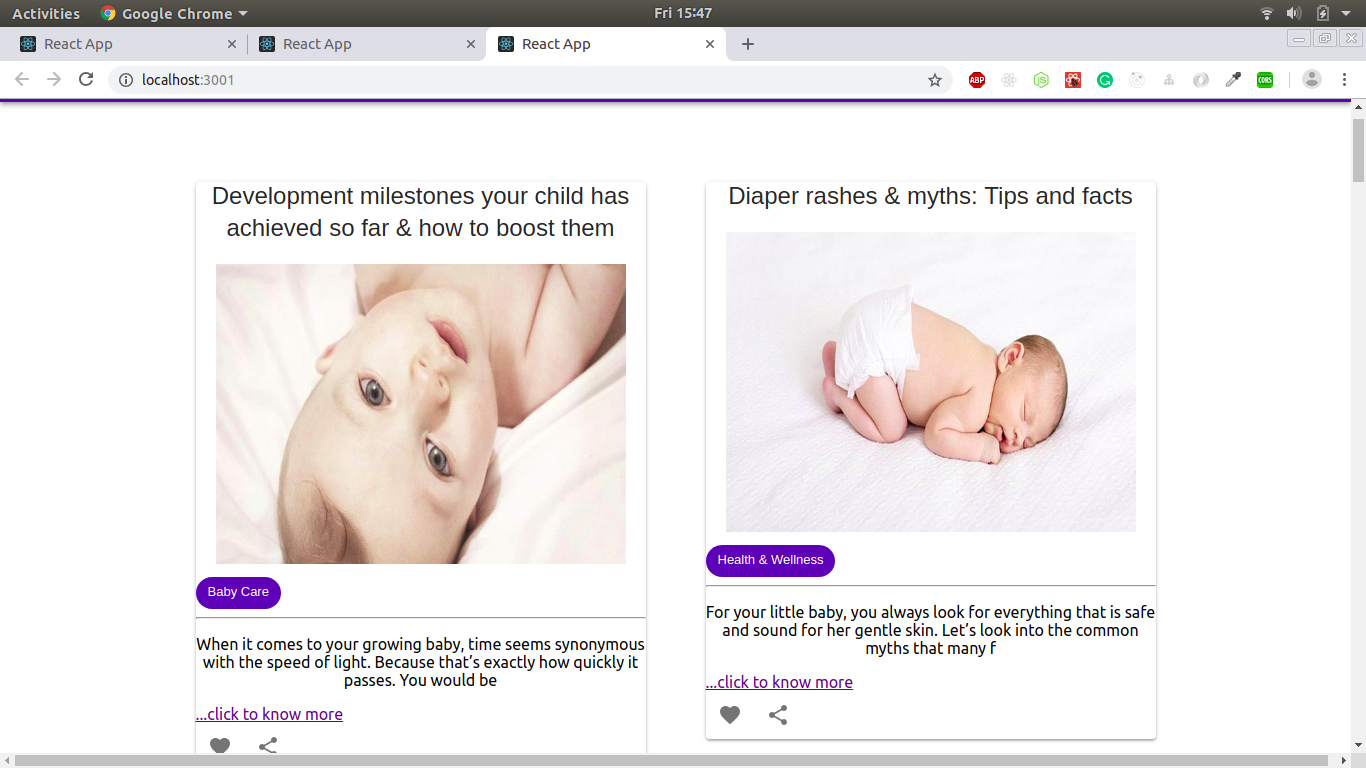 Activities
Google Chrome
Fri 15:47
React App
React App
React App
localhost:3001
ABP
CORS
Development milestones your child has
achieved so far & how to boost them
Baby Care
When it comes to your growing baby, time seems synonymous
with the speed of light. Because that’s exactly how quickly it
passes. You would be
...click to know more
Diaper rashes & myths: Tips and facts
Health & Wellness
For your little baby, you always look for everything that is safe
and sound for her gentle skin. Let’s look into the common
myths that many f
...click to know more